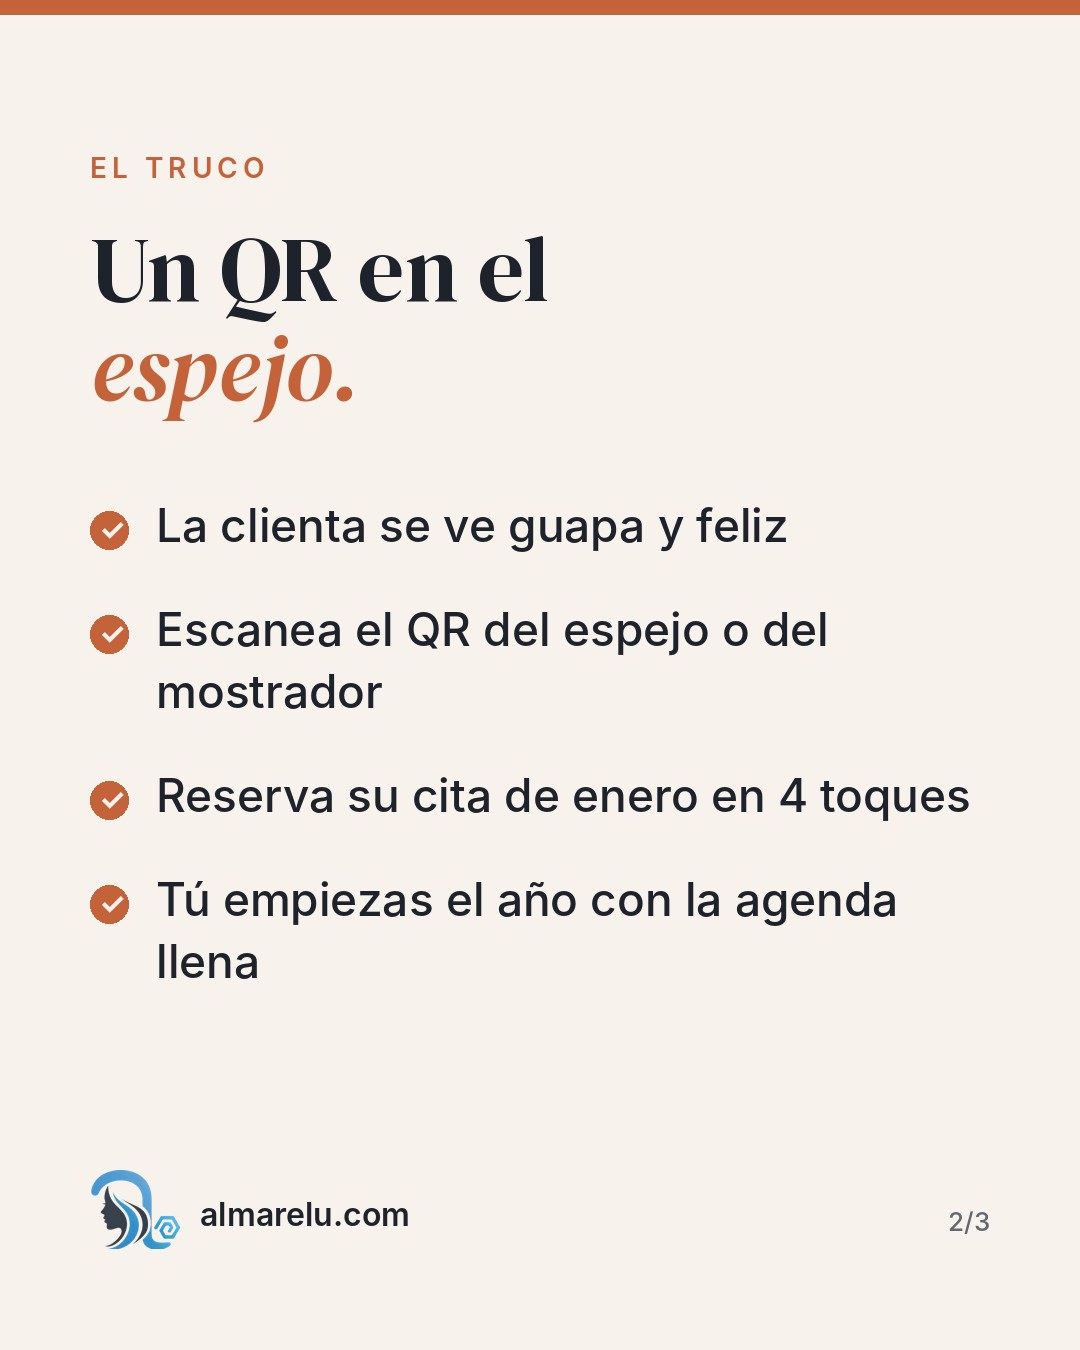 EL TRUCO
Un QR en el
espejo.
La clienta se ve guapa y feliz
Escanea el QR del espejo o del
mostrador
Reserva su cita de enero en 4 toques
Tú empiezas el año con la agenda
llena
almarelu.com
2/3